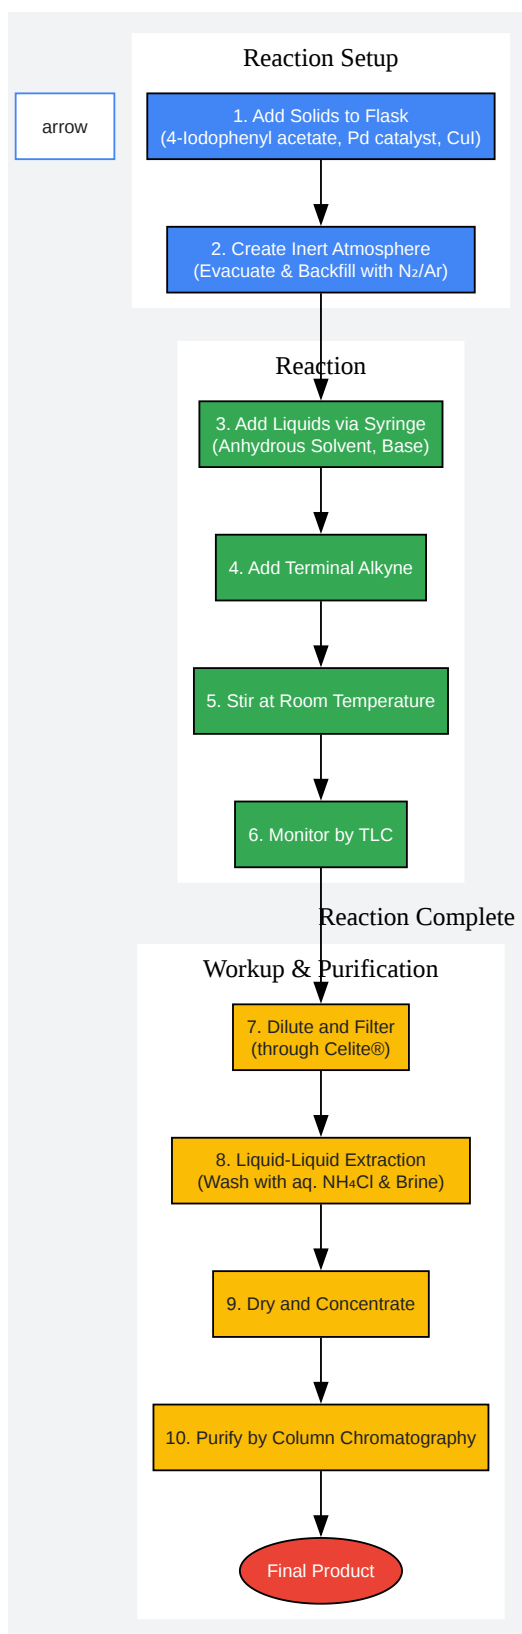 Reaction Setup
arrow
1. Add Solids to Flask
(4-Iodophenyl acetate, Pd catalyst, CuI)
2. Create Inert Atmosphere
(Evacuate & Backfill with N₂/Ar)
Reaction
3. Add Liquids via Syringe
(Anhydrous Solvent, Base)
4. Add Terminal Alkyne
5. Stir at Room Temperature
6. Monitor by TLC
Reaction Complete
Workup & Purification
7. Dilute and Filter
(through Celite®)
8. Liquid-Liquid Extraction
(Wash with aq. NH₄Cl & Brine)
9. Dry and Concentrate
10. Purify by Column Chromatography
Final Product